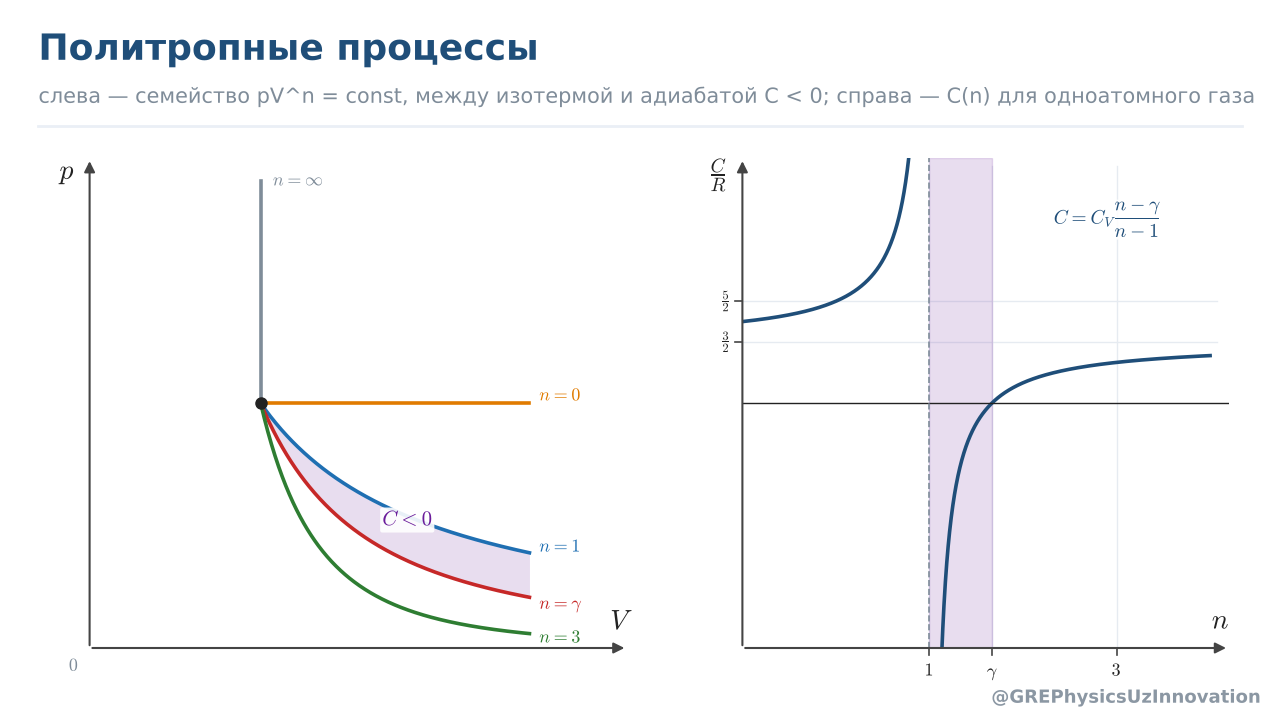 Политропные процессы
слева — семейство pV^n = const, между изотермой и адиабатой C < 0; справа — C(n) для одноатомного газа
p
n = ∞
n = 0
C < 0
n = 1
n = γ
n = 3
V
0
C/R
C = C_V (n − γ)/(n − 1)
5/2
3/2
n
1
γ
3
@GREPhysicsUzInnovation